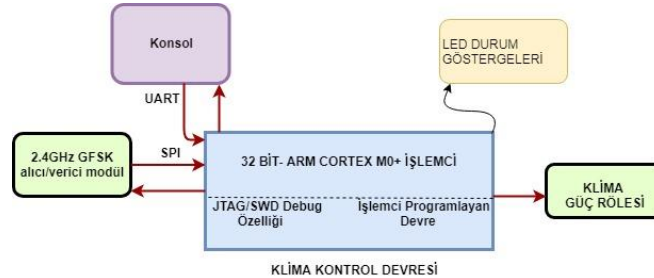 Konsol
LED DURUM
GÖSTERGELERİ
UART
2.4GHz GFSK
alıcı/verici modül
SPI
32 BİT- ARM CORTEX M0+ İŞLEMCİ
JTAG/SWD Debug
Özelliği
İşlemci Programlayan
Devre
KLİMA
GÜÇ RÖLESİ
KLİMA KONTROL DEVRESİ